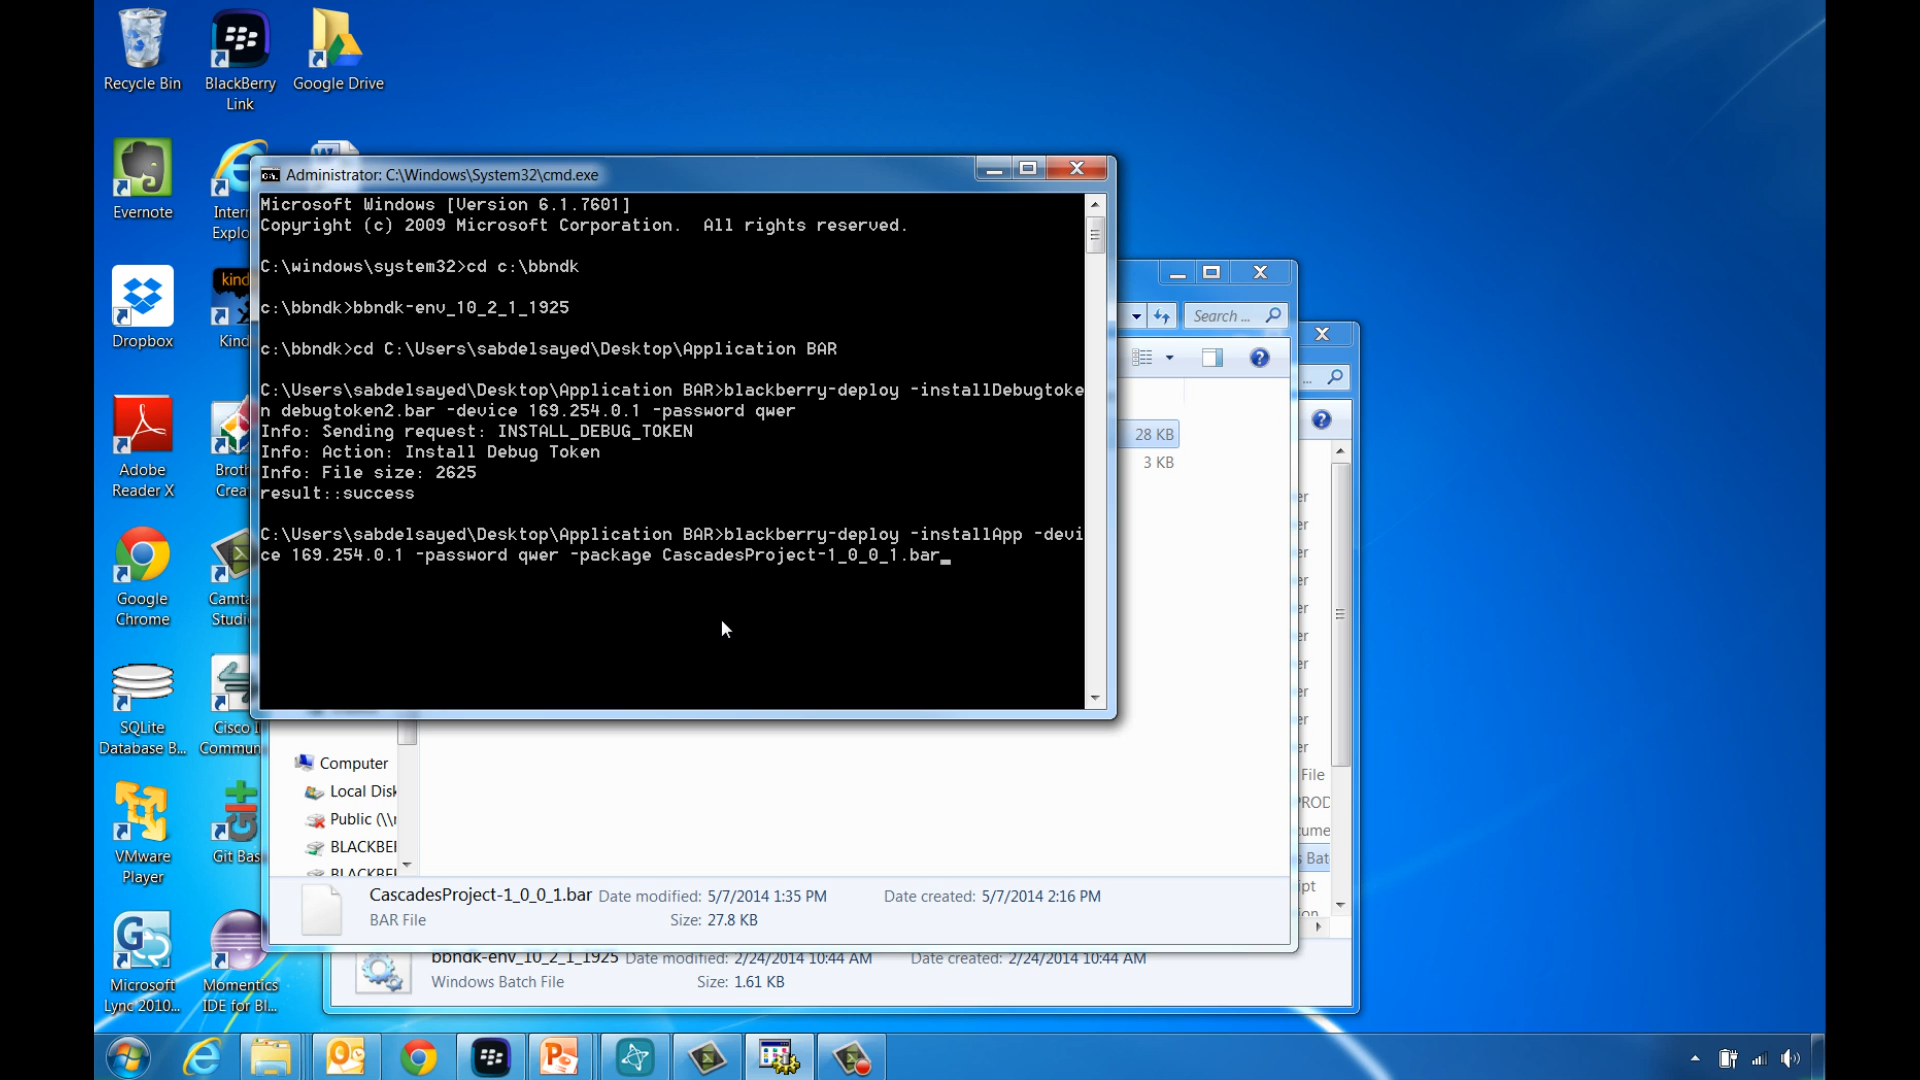 Recycle Bin
BlackBerry
Link
Google Drive
Evernote
Dropbox
Adobe
Reader X
Google
Chrome
SQLite
Database B...
VMware
Player
Git Bas
Microsoft
Lync 2010...
Momentics
IDE for Bl...
Administrator: C:\Windows\System32\cmd.exe
Microsoft Windows [Version 6.1.7601]
Copyright (c) 2009 Microsoft Corporation.  All rights reserved.
C:\windows\system32>cd c:\bbndk
c:\bbndk>bbndk-env_10_2_1_1925
c:\bbndk>cd C:\Users\sabdelsayed\Desktop\Application BAR
C:\Users\sabdelsayed\Desktop\Application BAR>blackberry-deploy -installDebugtoke
n debugtoken2.bar -device 169.254.0.1 -password qwer
Info: Sending request: INSTALL_DEBUG_TOKEN
Info: Action: Install Debug Token
Info: File size: 2625
result::success
C:\Users\sabdelsayed\Desktop\Application BAR>blackberry-deploy -installApp -devi
ce 169.254.0.1 -password qwer -package CascadesProject-1_0_0_1.bar
Search ...
28 KB
3 KB
File
Computer
Local Disk
Public (\\
CascadesProject-1_0_0_1.bar Date modified: 5/7/2014 1:35 PM Date created: 5/7/2014 2:16 PM
BAR File Size: 27.8 KB
bbndk-env_10_2_1_1925 Date modified: 2/24/2014 10:44 AM Date created: 2/24/2014 10:44 AM
Windows Batch File Size: 1.61 KB